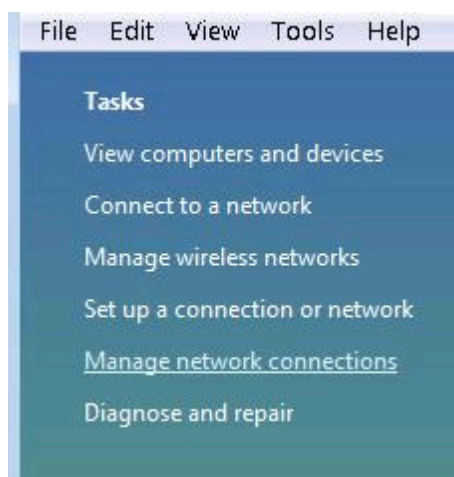 File Edit View Tools Help
Tasks
View computers and devices
Connect to a network
Manage wireless networks
Set up a connection or network
Manage network connections
Diagnose and repair